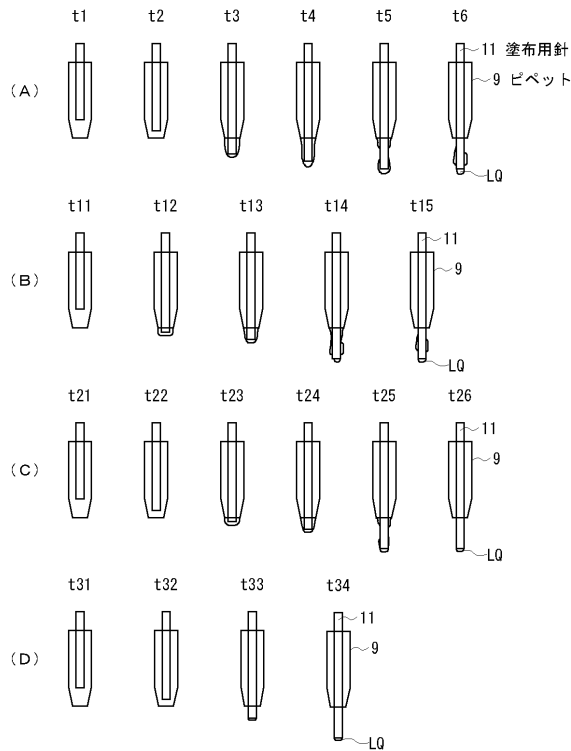 t1 t2 t3 t4 t5 t6
11 塗布用針
(A)
9 ピペット
LQ
t11 t12 t13 t14 t15
11
(B)
9
LQ
t21 t22 t23 t24 t25 t26
11
(C)
9
LQ
t31 t32 t33 t34
11
(D)
9
LQ